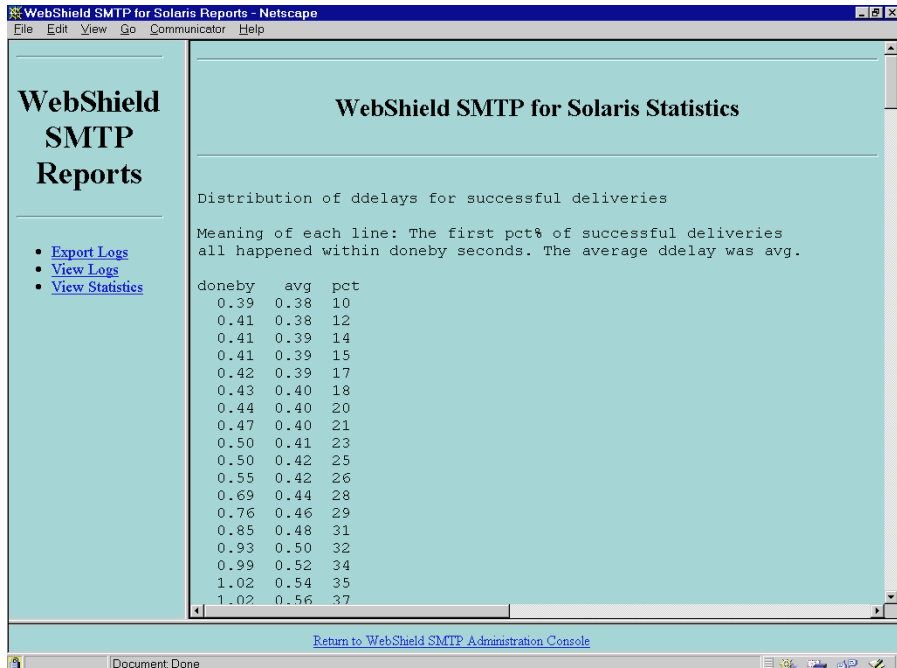 WebShield SMTP for Solaris Reports - Netscape
File Edit View Go Communicator Help
WebShield
SMTP
Reports
Export Logs
View Logs
View Statistics
WebShield SMTP for Solaris Statistics
Distribution of ddelays for successful deliveries
Meaning of each line: The first pct% of successful deliveries
all happened within doneby seconds. The average ddelay was avg.
doneby avg pct
0.39 0.38 10
0.41 0.38 12
0.41 0.39 14
0.41 0.39 15
0.42 0.39 17
0.43 0.40 18
0.44 0.40 20
0.47 0.40 21
0.50 0.41 23
0.50 0.42 25
0.55 0.42 26
0.69 0.44 28
0.76 0.46 29
0.85 0.48 31
0.93 0.50 32
0.99 0.52 34
1.02 0.54 35
1.02 0.56 37
Return to WebShield SMTP Administration Console
Document: Done